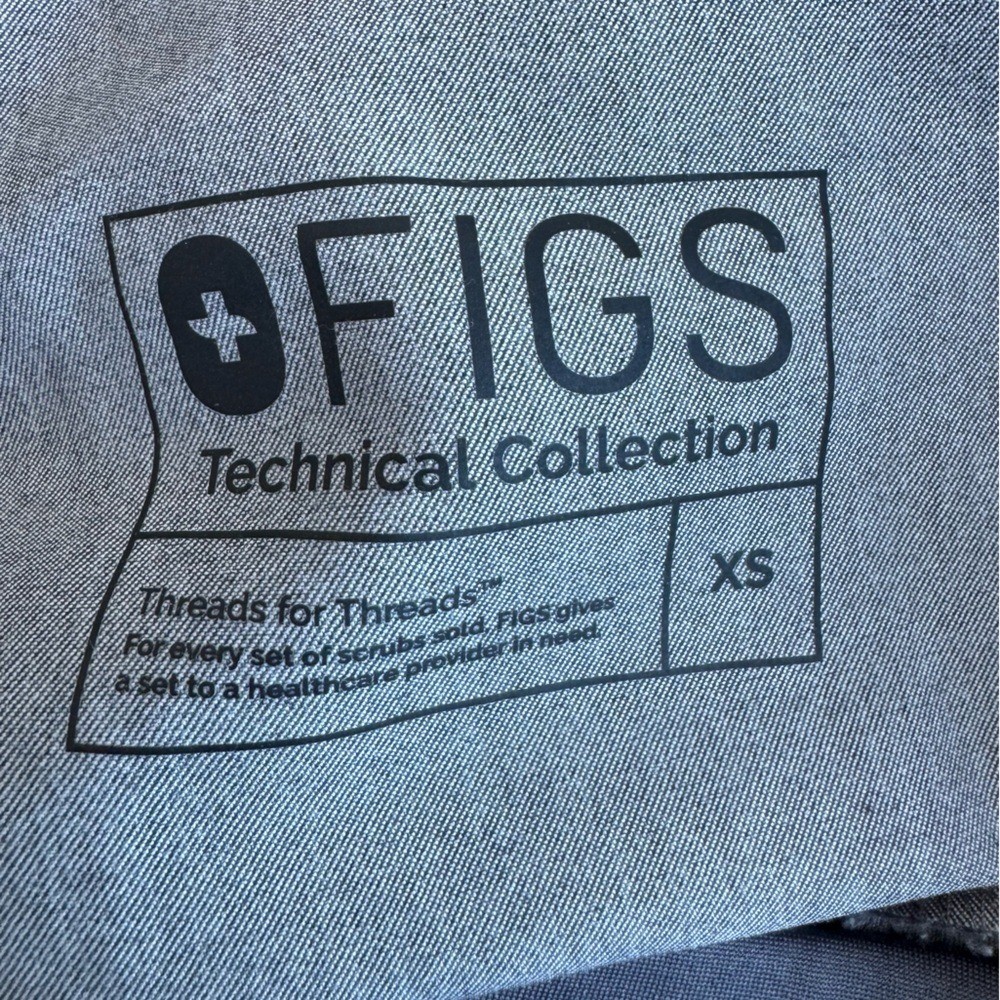 FIGS
Technical Collection
Threads for Threads™
For every set of scrubs sold, FIGS gives
a set to a healthcare provider in need.
XS